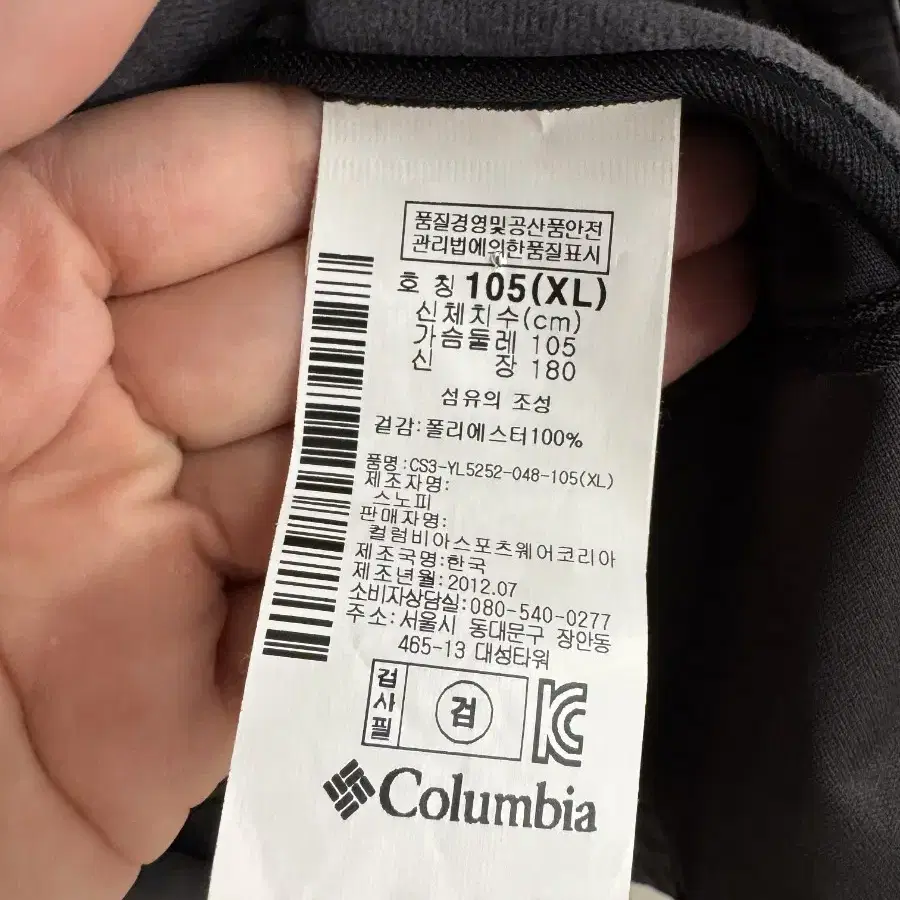 품질경영및공산품안전
관리법에의한품질표시
호 칭 105(XL)
신체치수(cm)
가슴둘레 105
신 장 180
섬유의 조성
겉감:폴리에스터100%
품명:CS3-YL5252-048-105(XL)
제조자명:
스노피
판매자명:
컬럼비아스포츠웨어코리아
제조국명:한국
제조년월:2012.07
소비자상담실:080-540-0277
주소:서울시 동대문구 장안동
465-13 대성타워
검사필
검
KC
Columbia